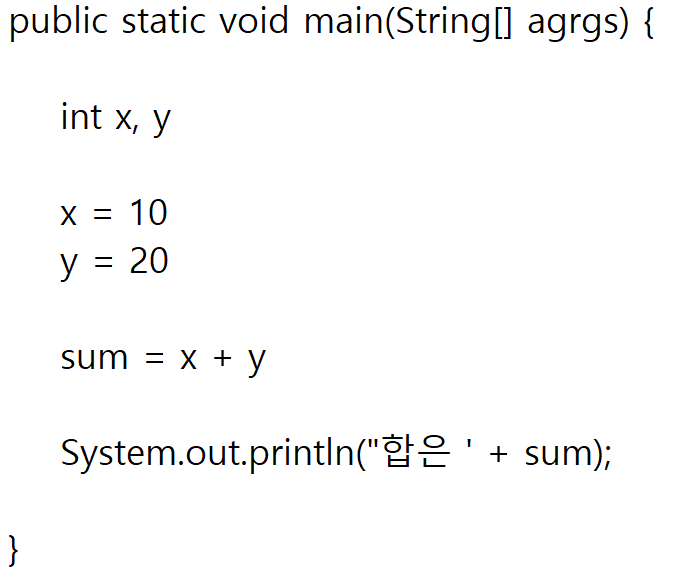 public static void main(String[] agrgs) {
int x, y
x = 10
y = 20
sum = x + y
System.out.println("합은 ' + sum);
}